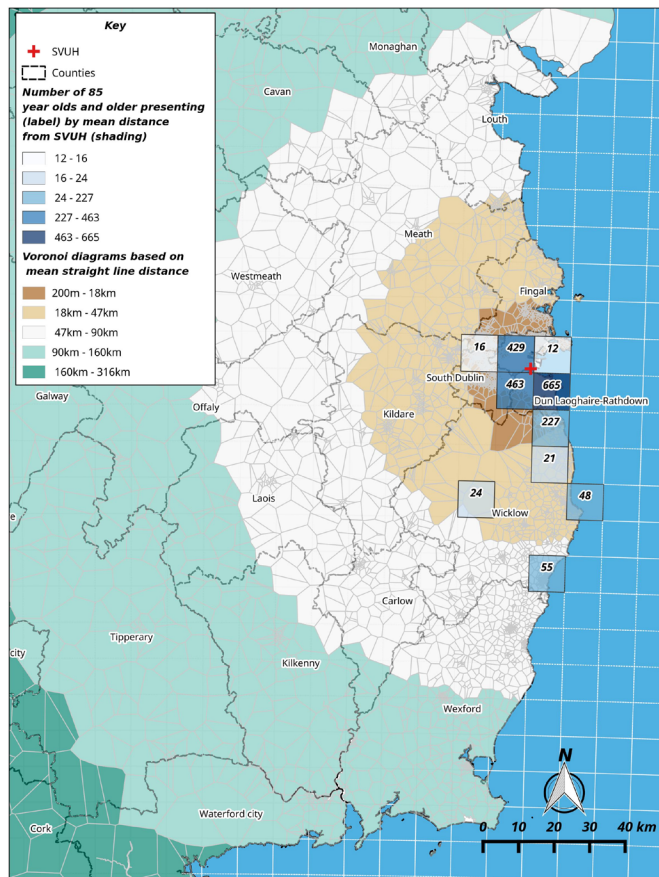 Key
SVUH
Counties
Number of 85
year olds and older presenting
(label) by mean distance
from SVUH (shading)
12 - 16
16 - 24
24 - 227
227 - 463
463 - 665
Voronoi diagrams based on
mean straight line distance
200m - 18km
18km - 47km
47km - 90km
90km - 160km
160km - 316km
Monaghan
Cavan
Louth
Meath
Westmeath
Fingal
16
429
12
South Dublin
463
665
Dun Laoghaire-Rathdown
Galway
Offaly
Kildare
227
21
Laois
24
48
Wicklow
e
55
Carlow
Tipperary
city
Kilkenny
Wexford
N
Waterford city
Cork
0 10 20 30 40 km